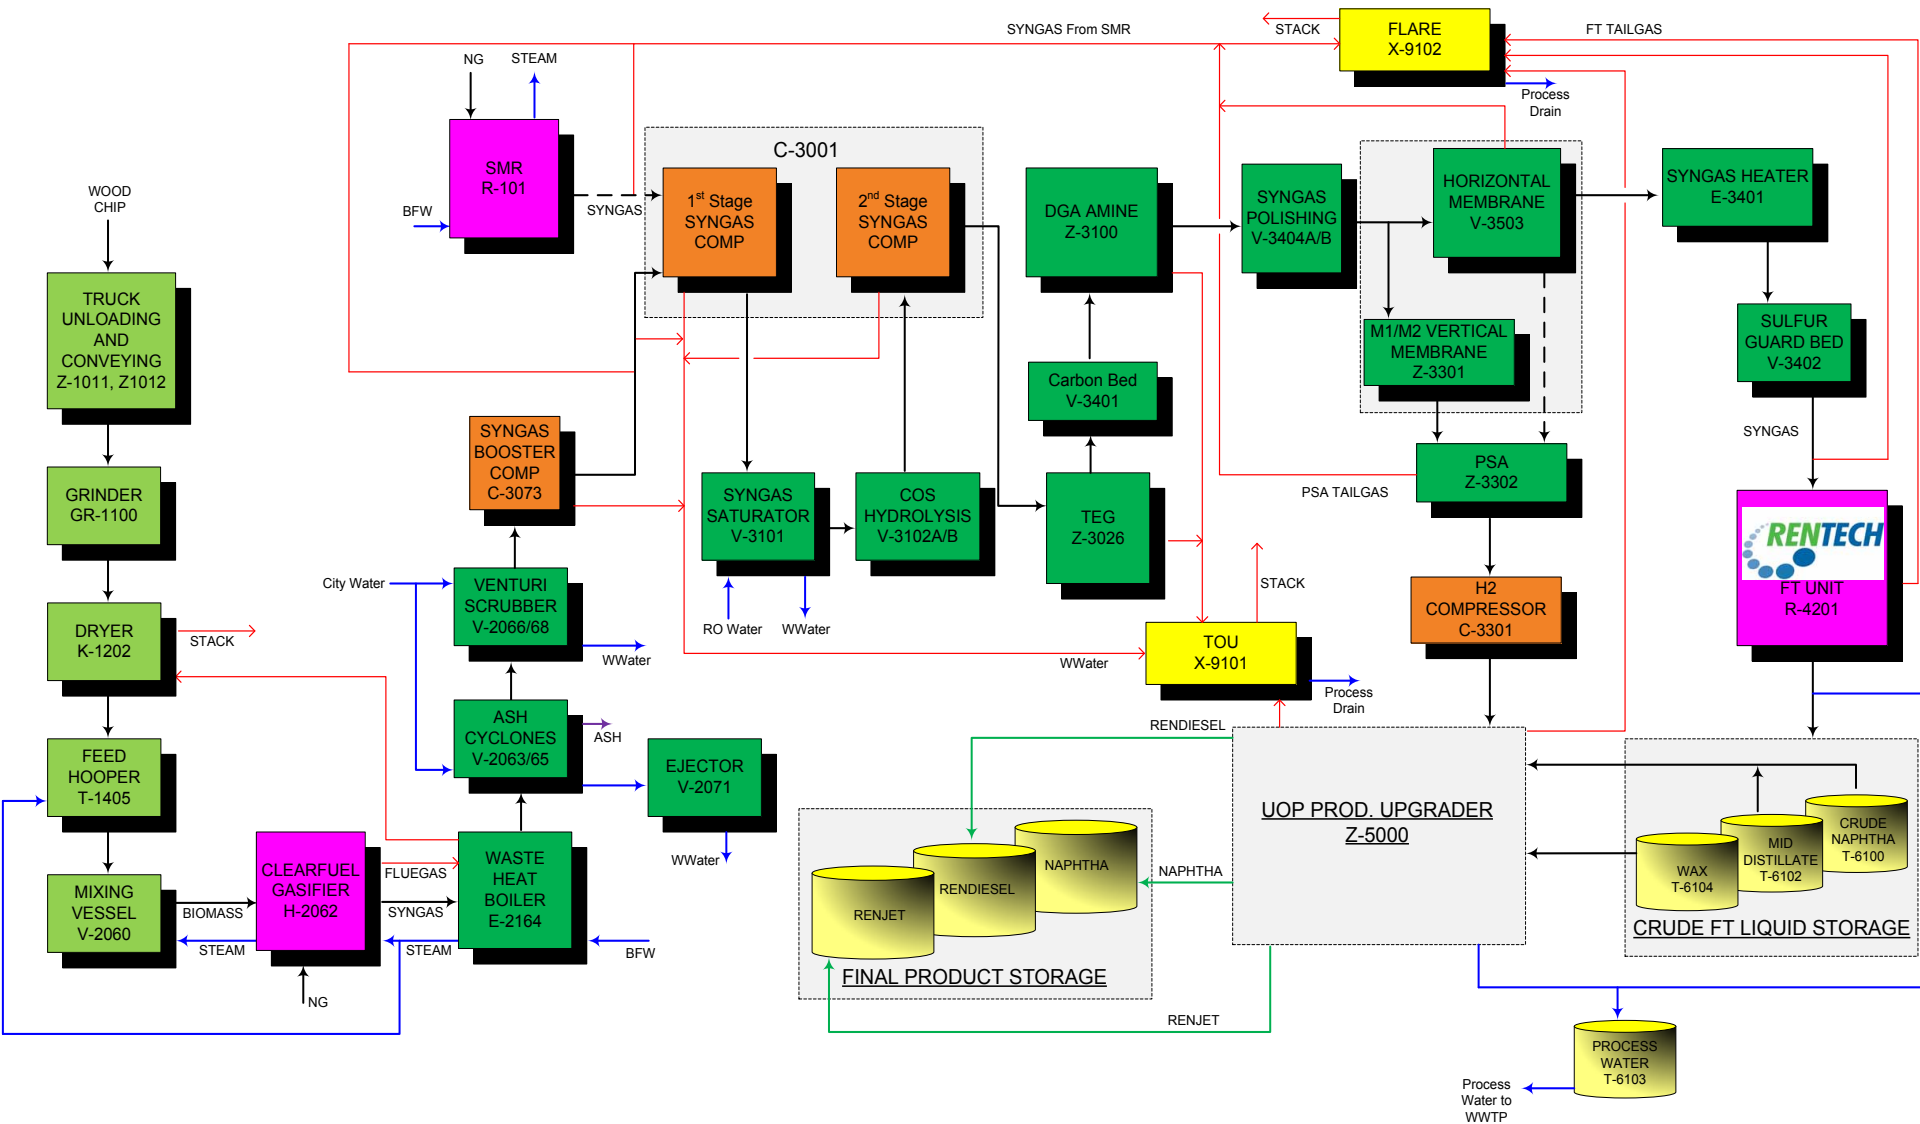 SYNGAS From SMR
STACK
FLARE
X-9102
FT TAILGAS
Process
Drain
NG
STEAM
SMR
R-101
BFW
SYNGAS
C-3001
1st Stage
SYNGAS
COMP
2nd Stage
SYNGAS
COMP
DGA AMINE
Z-3100
SYNGAS
POLISHING
V-3404A/B
HORIZONTAL
MEMBRANE
V-3503
SYNGAS HEATER
E-3401
WOOD
CHIP
TRUCK
UNLOADING
AND
CONVEYING
Z-1011, Z1012
M1/M2 VERTICAL
MEMBRANE
Z-3301
SULFUR
GUARD BED
V-3402
Carbon Bed
V-3401
SYNGAS
SYNGAS
BOOSTER
COMP
C-3073
GRINDER
GR-1100
SYNGAS
SATURATOR
V-3101
COS
HYDROLYSIS
V-3102A/B
TEG
Z-3026
PSA
Z-3302
PSA TAILGAS
RENTECH
FT UNIT
R-4201
City Water
VENTURI
SCRUBBER
V-2066/68
WWater
RO Water
WWater
STACK
H2
COMPRESSOR
C-3301
DRYER
K-1202
STACK
WWater
TOU
X-9101
Process
Drain
ASH
CYCLONES
V-2063/65
ASH
RENDIESEL
FEED
HOOPER
T-1405
EJECTOR
V-2071
WWater
UOP PROD. UPGRADER
Z-5000
CRUDE
NAPHTHA
T-6100
MID
DISTILLATE
T-6102
WAX
T-6104
CRUDE FT LIQUID STORAGE
MIXING
VESSEL
V-2060
BIOMASS
STEAM
CLEARFUEL
GASIFIER
H-2062
NG
FLUEGAS
SYNGAS
STEAM
WASTE
HEAT
BOILER
E-2164
BFW
NAPHTHA
RENDIESEL
RENJET
NAPHTHA
FINAL PRODUCT STORAGE
RENJET
PROCESS
WATER
T-6103
Process
Water to
WWTP